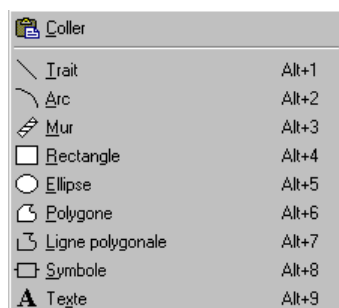 Coller
Trait Alt+1
Arc Alt+2
Mur Alt+3
Rectangle Alt+4
Ellipse Alt+5
Polygone Alt+6
Ligne polygonale Alt+7
Symbole Alt+8
A Texte Alt+9